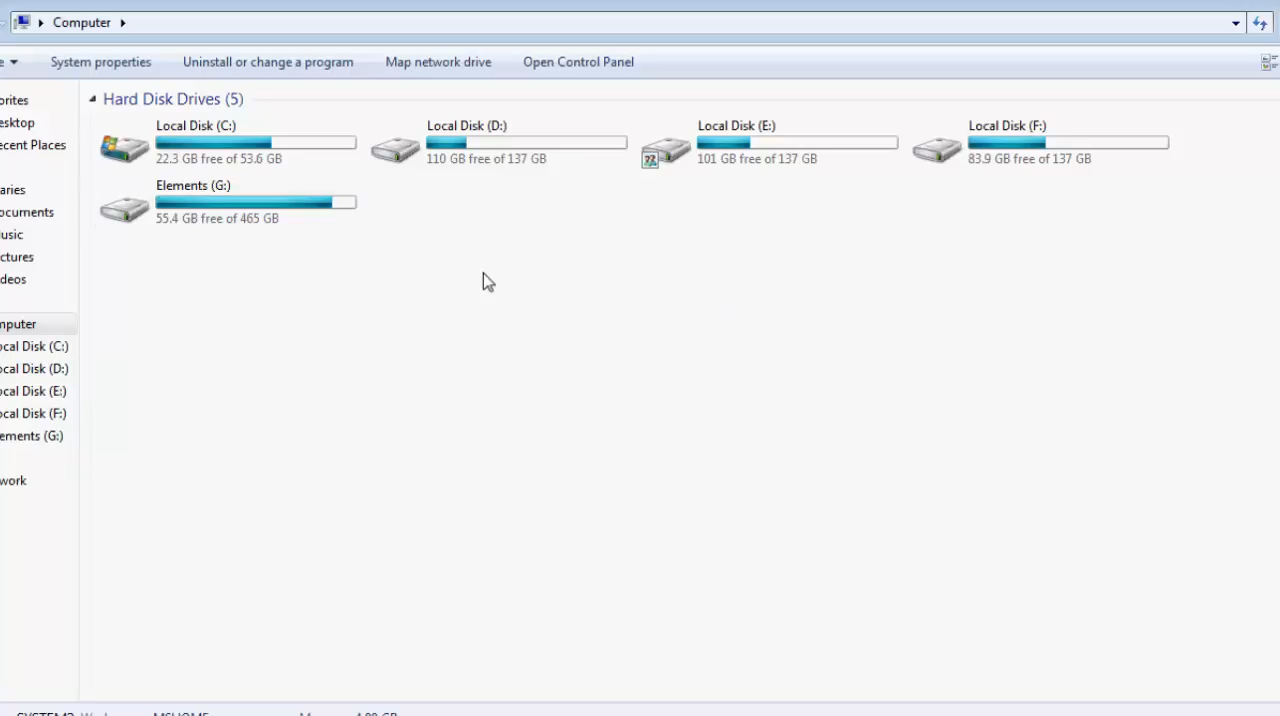 Computer
System properties Uninstall or change a program Map network drive Open Control Panel
Hard Disk Drives (5)
Local Disk (C:)
22.3 GB free of 53.6 GB
Local Disk (D:)
110 GB free of 137 GB
Local Disk (E:)
101 GB free of 137 GB
Local Disk (F:)
83.9 GB free of 137 GB
Elements (G:)
55.4 GB free of 465 GB
orites
esktop
ecent Places
aries
ocuments
usic
ctures
deos
mputer
ocal Disk (C:)
ocal Disk (D:)
ocal Disk (E:)
ocal Disk (F:)
ements (G:)
work